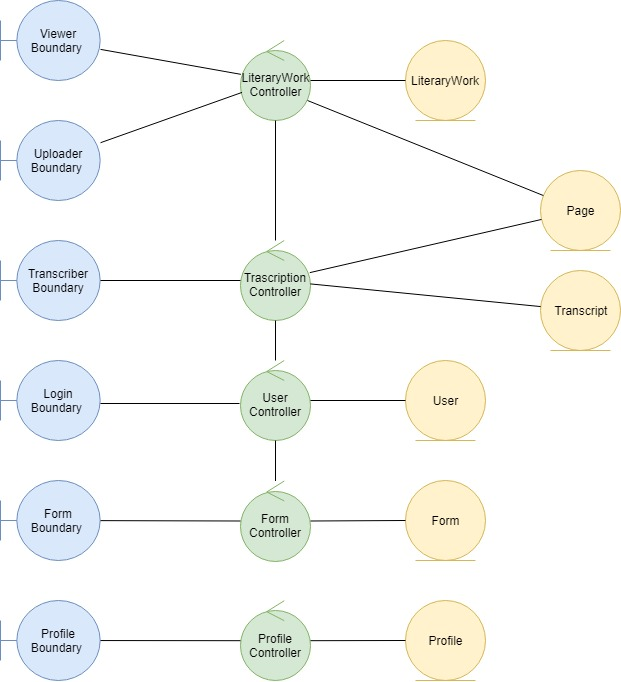 Viewer
Boundary
LiteraryWork
Controller
LiteraryWork
Uploader
Boundary
Page
Transcriber
Boundary
Trascription
Controller
Transcript
Login
Boundary
User
Controller
User
Form
Boundary
Form
Controller
Form
Profile
Boundary
Profile
Controller
Profile